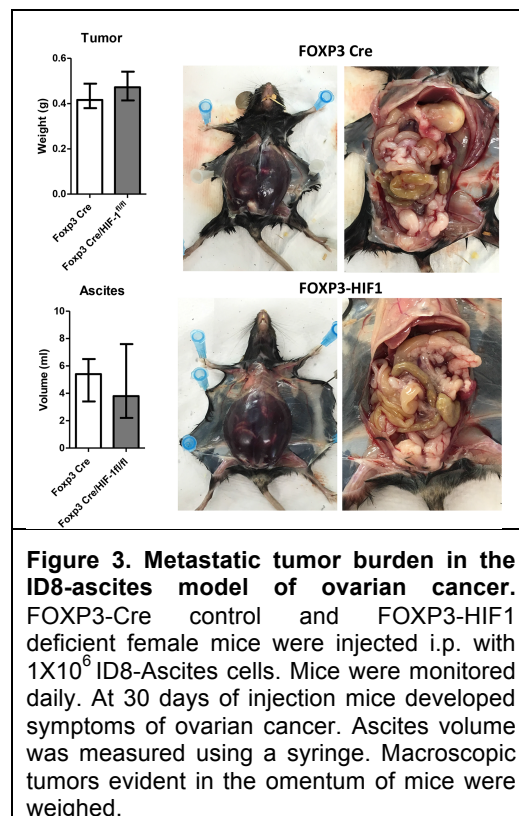 Tumor
FOXP3 Cre
Weight (g)
0.6
0.4
0.2
0.0
Foxp3 Cre
Foxp3 Cre/HIF-1fl/fl
Ascites
FOXP3-HIF1
Volume (ml)
10
8
6
4
2
0
Foxp3 Cre
Foxp3 Cre/HIF-1fl/fl
Figure 3. Metastatic tumor burden in the
ID8-ascites model of ovarian cancer.
FOXP3-Cre control and FOXP3-HIF1
deficient female mice were injected i.p. with
1X10⁶ ID8-Ascites cells. Mice were monitored
daily. At 30 days of injection mice developed
symptoms of ovarian cancer. Ascites volume
was measured using a syringe. Macroscopic
tumors evident in the omentum of mice were
weighed.